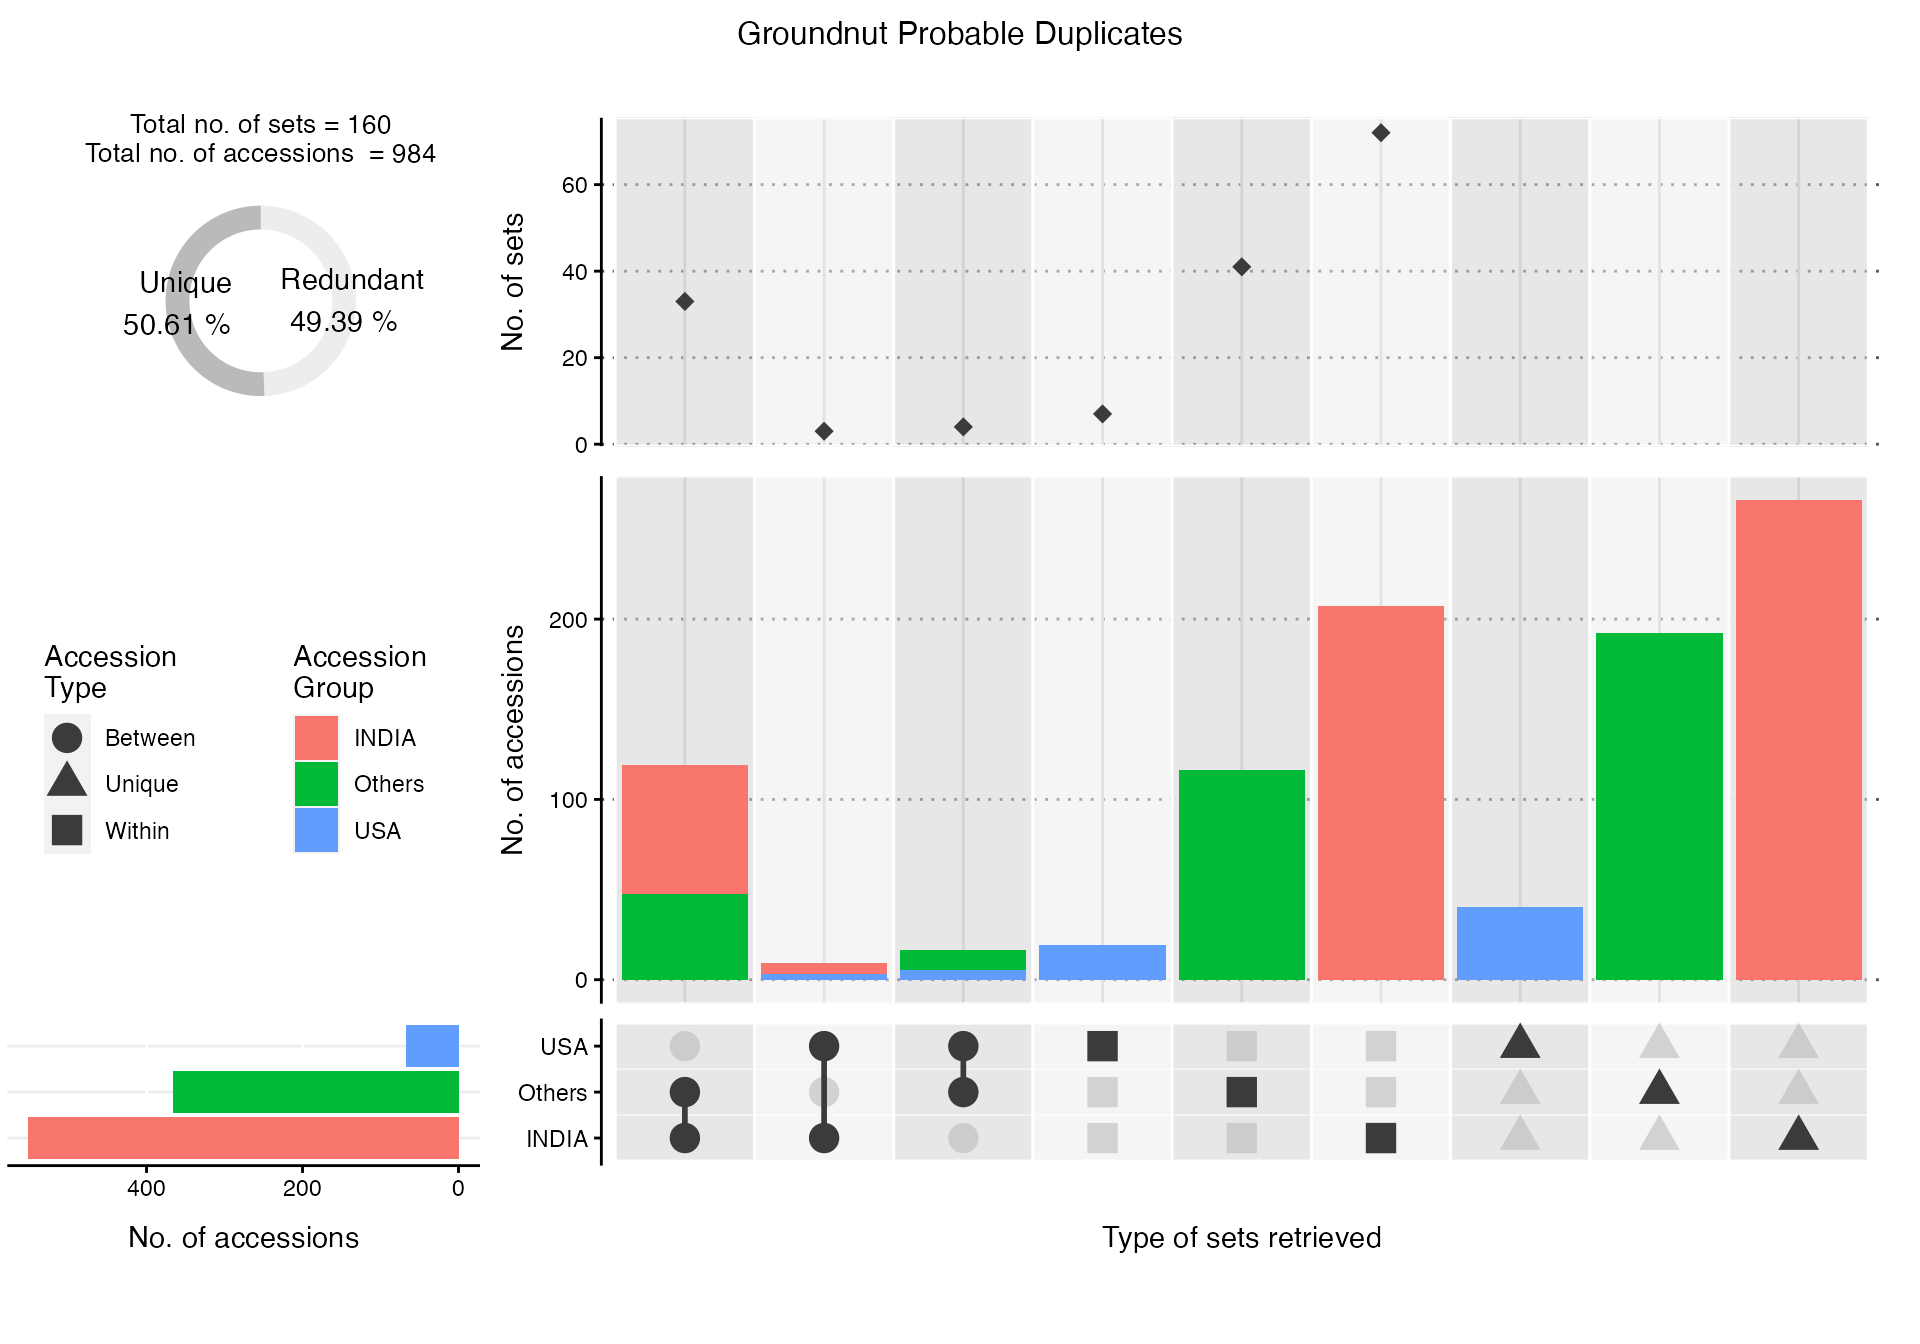 Groundnut Probable Duplicates
Total no. of sets = 160
Total no. of accessions  = 984
Unique
50.61 %
Redundant
49.39 %
No. of sets
60
40
20
0
No. of accessions
200
100
0
Accession
Type
Between
Unique
Within
Accession
Group
INDIA
Others
USA
USA
Others
INDIA
400
200
0
No. of accessions
Type of sets retrieved